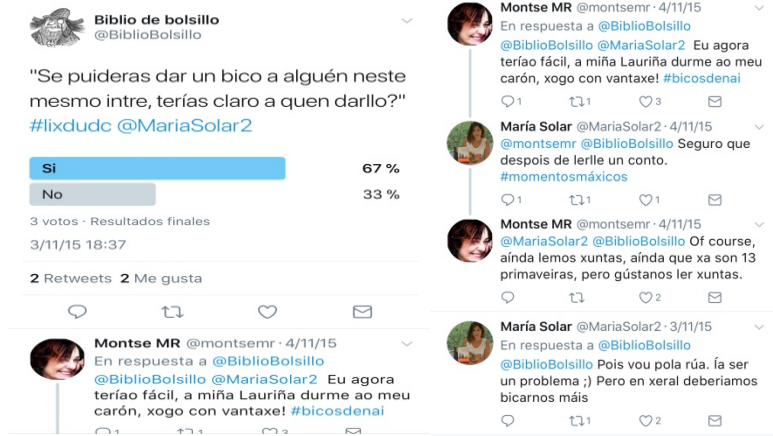 Biblio de bolsillo
@BiblioBolsillo
"Se puideras dar un bico a alguén neste
mesmo intre, terías claro a quen darllo?"
#lixdudc @MariaSolar2
Si 67 %
No 33 %
3 votos · Resultados finales
3/11/15 18:37
2 Retweets 2 Me gusta
Montse MR @montsemr · 4/11/15
En respuesta a @BiblioBolsillo
@BiblioBolsillo @MariaSolar2 Eu agora
teríao fácil, a miña Lauriña durme ao meu
carón, xogo con vantaxe! #bicosdenai
1 1 3
Montse MR @montsemr · 4/11/15
En respuesta a @BiblioBolsillo
@BiblioBolsillo @MariaSolar2 Eu agora
teríao fácil, a miña Lauriña durme ao meu
carón, xogo con vantaxe! #bicosdenai
1 1 3
María Solar @MariaSolar2 · 4/11/15
@montsemr @BiblioBolsillo Seguro que
despois de lerlle un conto.
#momentosmáxicos
1 1 1
Montse MR @montsemr · 4/11/15
@MariaSolar2 @BiblioBolsillo Of course,
aínda lemos xuntas, aínda que xa son 13
primaveiras, pero gústanos ler xuntas.
2
María Solar @MariaSolar2 · 3/11/15
En respuesta a @BiblioBolsillo
@BiblioBolsillo Pois vou pola rúa. Ía ser
un problema ;) Pero en xeral deberiamos
bicarnos máis
1 2